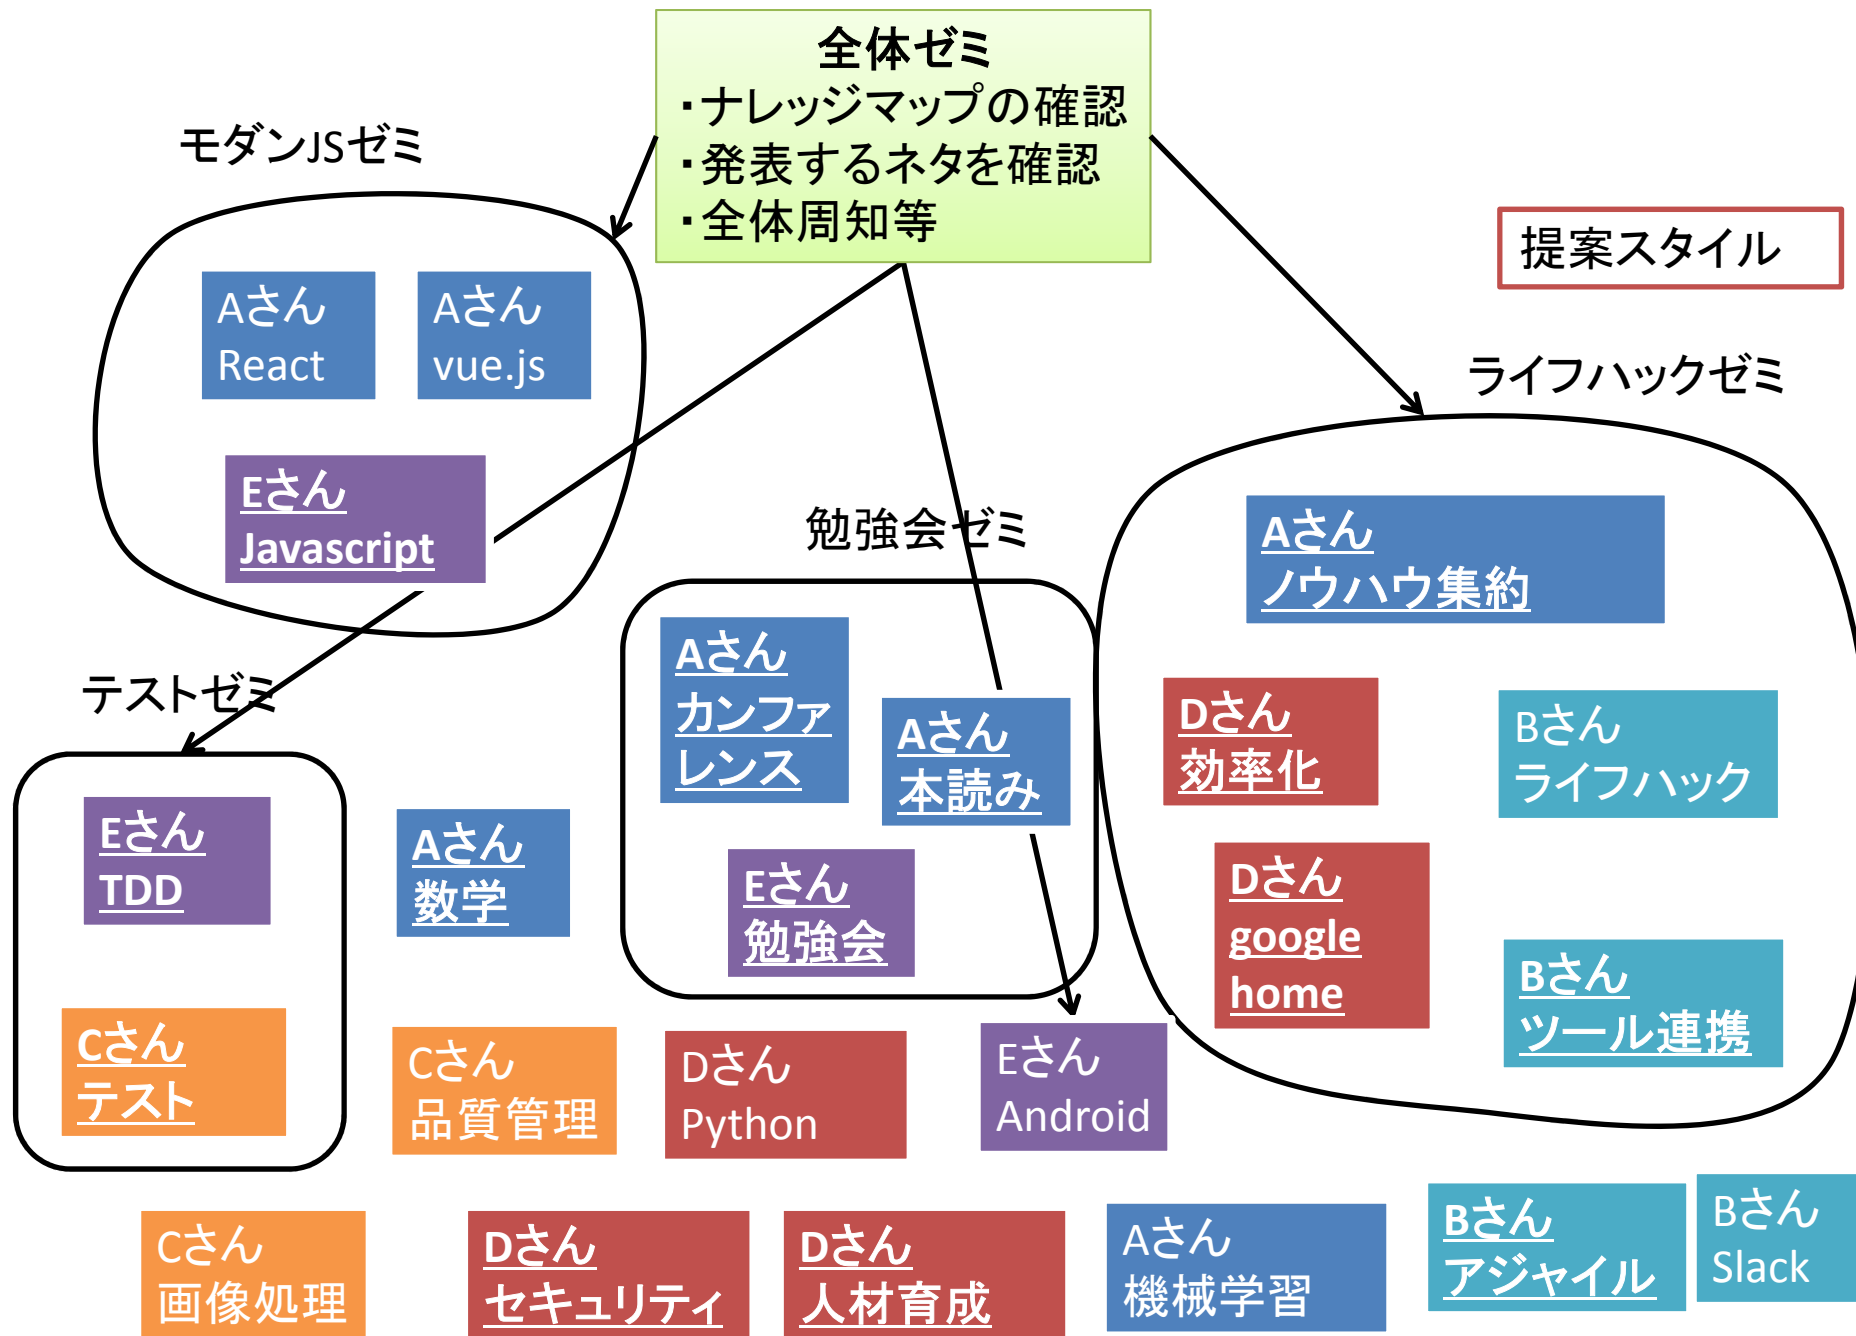 全体ゼミ
・ナレッジマップの確認
・発表するネタを確認
・全体周知等
モダンJSゼミ
提案スタイル
Aさん
React
Aさん
vue.js
Eさん
Javascript
ライフハックゼミ
Aさん
ノウハウ集約
Dさん
効率化
Bさん
ライフハック
Dさん
google
home
Bさん
ツール連携
勉強会ゼミ
Aさん
カンファ
レンス
Aさん
本読み
Eさん
勉強会
テストゼミ
Eさん
TDD
Cさん
テスト
Aさん
数学
Cさん
品質管理
Dさん
Python
Eさん
Android
Cさん
画像処理
Dさん
セキュリティ
Dさん
人材育成
Aさん
機械学習
Bさん
アジャイル
Bさん
Slack